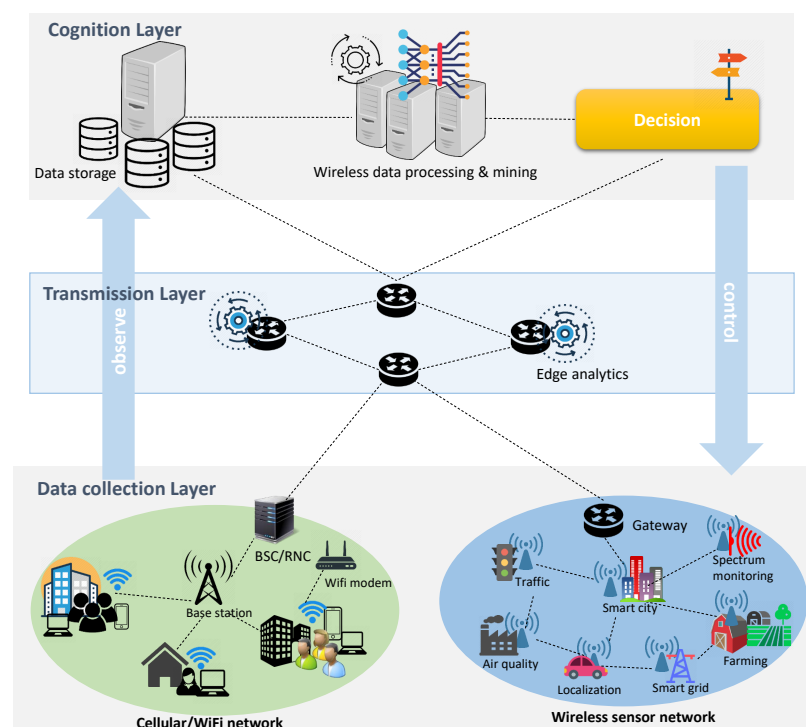 Cognition Layer
Decision
Data storage
Wireless data processing & mining
Transmission Layer
observe
control
Edge analytics
Data collection Layer
BSC/RNC
Gateway
Wifi modem
Spectrum
monitoring
Traffic
Base station
Smart city
Air quality
Localization
Smart grid
Farming
Cellular/WiFi network
Wireless sensor network